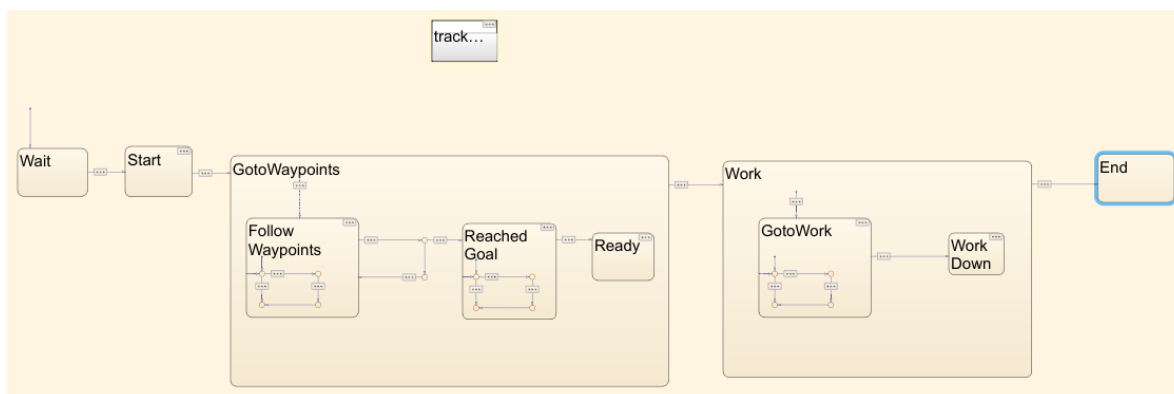 track...
Wait
Start
GotoWaypoints
Follow
Waypoints
Reached
Goal
Ready
Work
GotoWork
Work
Down
End